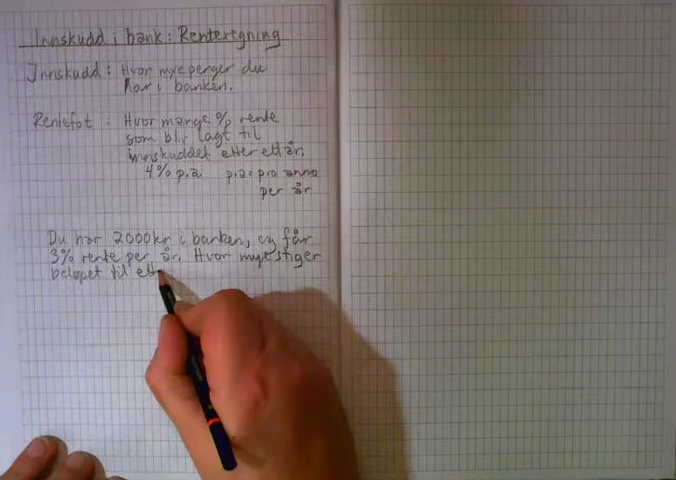 Innskudd i bank: Renteregning
Innskudd: Hvor mye penger du
har i banken.
Rentefot: Hvor mange % rente
som blir lagt til
innskuddet etter ett år.
4% p.a p.a = pro anno
per år
Du har 2000kr i banken, og får
3% rente per år. Hvor mye stiger
beløpet til ett